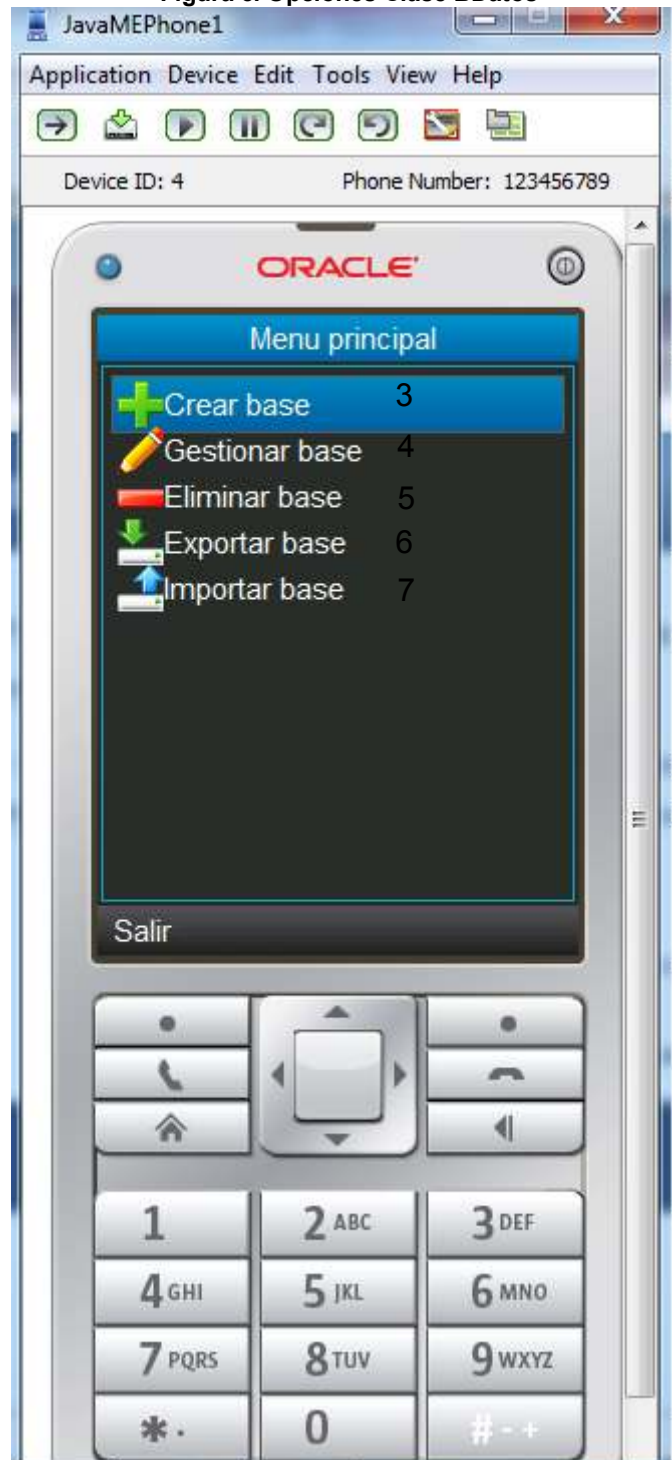 JavaMEPhone1
Application Device Edit Tools View Help
Device ID: 4 Phone Number: 123456789
ORACLE
Menu principal
Crear base 3
Gestionar base 4
Eliminar base 5
Exportar base 6
Importar base 7
Salir
1 2 ABC 3 DEF
4 GHI 5 JKL 6 MNO
7 PQRS 8 TUV 9 WXYZ
* . 0 # - +